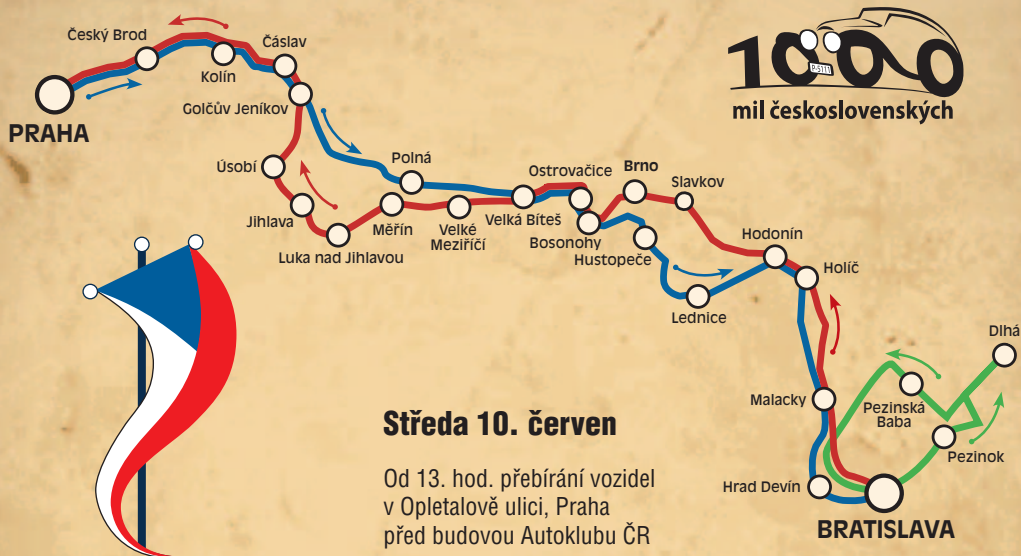 Český Brod
Kolín
Čáslav
PRAHA
Golčův Jeníkov
1000
P-5111
mil československých
Úsobí
Polná
Ostrovačice
Brno
Slavkov
Jihlava
Luka nad Jihlavou
Měřín
Velké
Meziříčí
Velká Bíteš
Bosonohy
Hustopeče
Hodonín
Holíč
Lednice
Dlhá
Malacky
Pezinská
Baba
Pezinok
Hrad Devín
BRATISLAVA
Středa 10. červen
Od 13. hod. přebírání vozidel
v Opletalově ulici, Praha
před budovou Autoklubu ČR